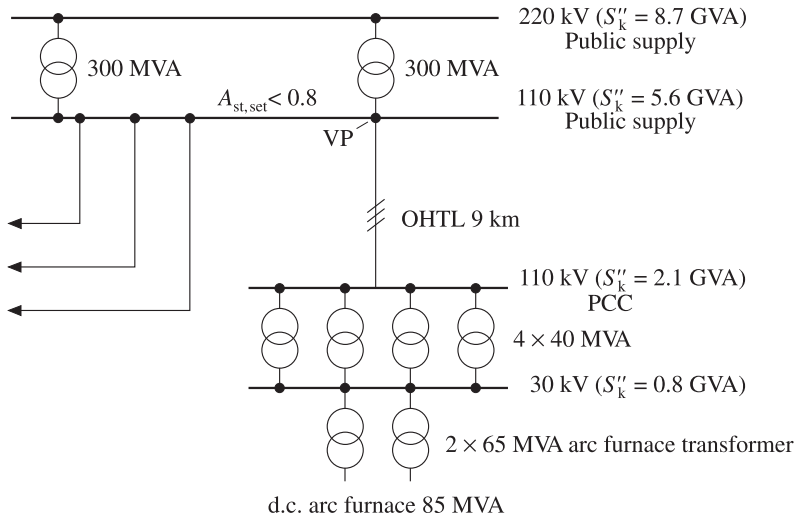 220 kV (S″k = 8.7 GVA)
Public supply
300 MVA
300 MVA
Ast, set < 0.8
110 kV (S″k = 5.6 GVA)
Public supply
VP
OHTL 9 km
110 kV (S″k = 2.1 GVA)
PCC
4 × 40 MVA
30 kV (S″k = 0.8 GVA)
2 × 65 MVA arc furnace transformer
d.c. arc furnace 85 MVA